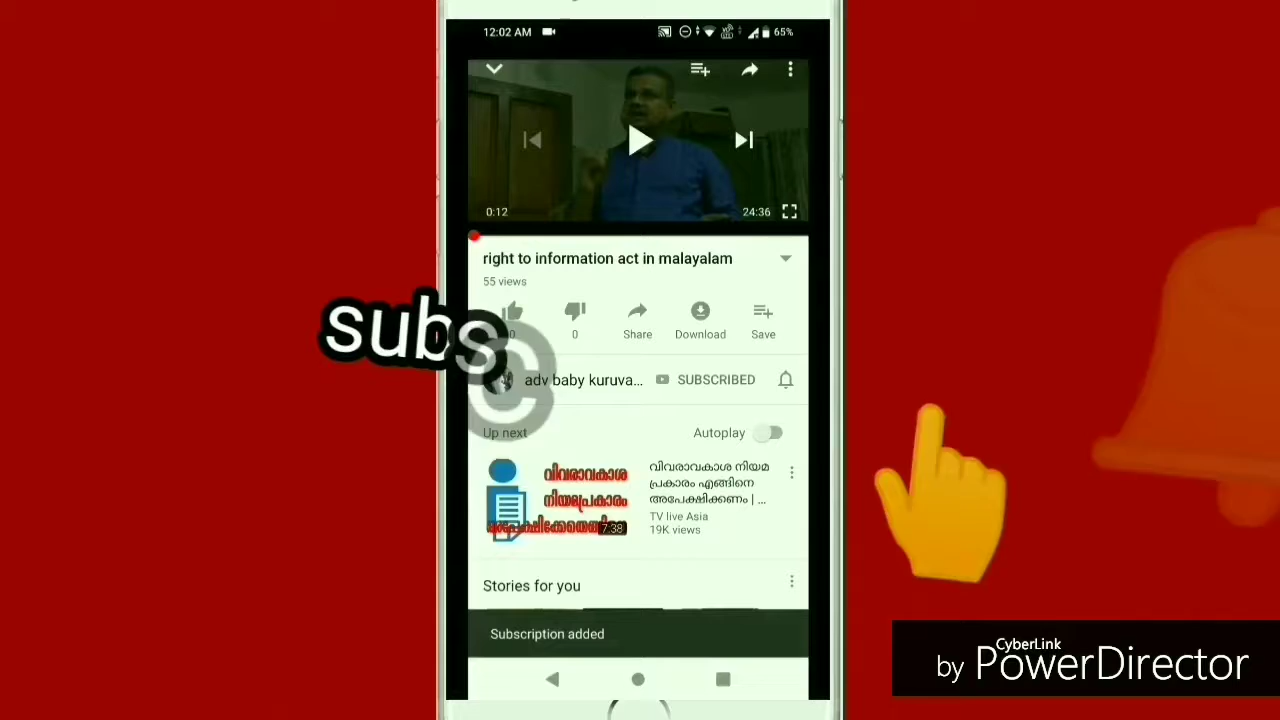 12:02 AM
65%
0:12
24:36
right to information act in malayalam
55 views
0
0
Share
Download
Save
subsc
adv baby kuruva...
SUBSCRIBED
Up next
Autoplay
വിവരാവകാശ
നിയമപ്രകാരം
7:38
വിവരാവകാശ നിയമ
പ്രകാരം എങ്ങിനെ
അപേക്ഷിക്കണം | ...
TV live Asia
19K views
Stories for you
Subscription added
CyberLink
by PowerDirector